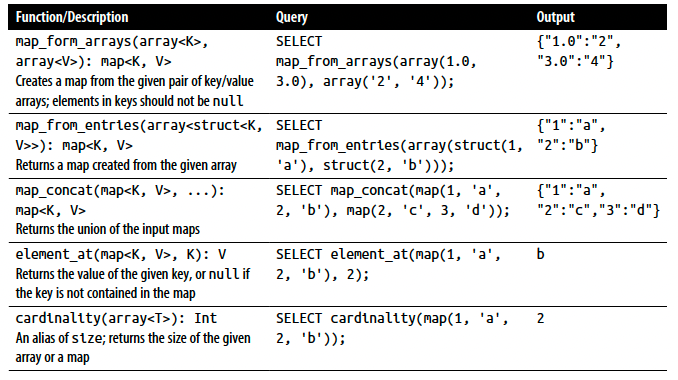 Function/Description Query Output
map_form_arrays(array<K>, SELECT {"1.0":"2",
array<V>): map<K, V> map_from_arrays(array(1.0, "3.0":"4"}
Creates a map from the given pair of key/value 3.0), array('2', '4'));
arrays; elements in keys should not be null
map_from_entries(array<struct<K, SELECT {"1":"a",
V>>): map<K, V> map_from_entries(array(struct(1, "2":"b"}
Returns a map created from the given array 'a'), struct(2, 'b')));
map_concat(map<K, V>, ...): SELECT map_concat(map(1, 'a', {"1":"a",
map<K, V> 2, 'b'), map(2, 'c', 3, 'd')); "2":"c","3":"d"}
Returns the union of the input maps
element_at(map<K, V>, K): V SELECT element_at(map(1, 'a', b
Returns the value of the given key, or null if 2, 'b'), 2);
the key is not contained in the map
cardinality(array<T>): Int SELECT cardinality(map(1, 'a', 2
An alias of size; returns the size of the given 2, 'b'));
array or a map